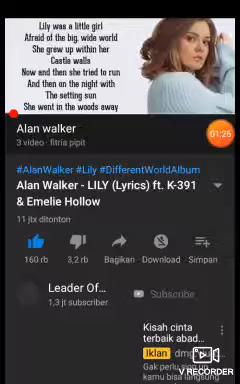 Lily was a little girl
Afraid of the big, wide world
She grew up within her
Castle walls
Now and then she tried to run
And then on the night with
The setting sun
She went in the woods away
Alan walker
3 video · fitria pipit
01:25
#AlanWalker #Lily #DifferentWorldAlbum
Alan Walker - LILY (Lyrics) ft. K-391
& Emelie Hollow
11 jtx ditonton
160 rb
3,2 rb
Bagikan
Download
Simpan
Leader Of...
1,3 jt subscriber
Subscribe
Kisah cinta
terbaik abad...
Iklan
Gak perlu
kamu bisa langsung
V RECORDER